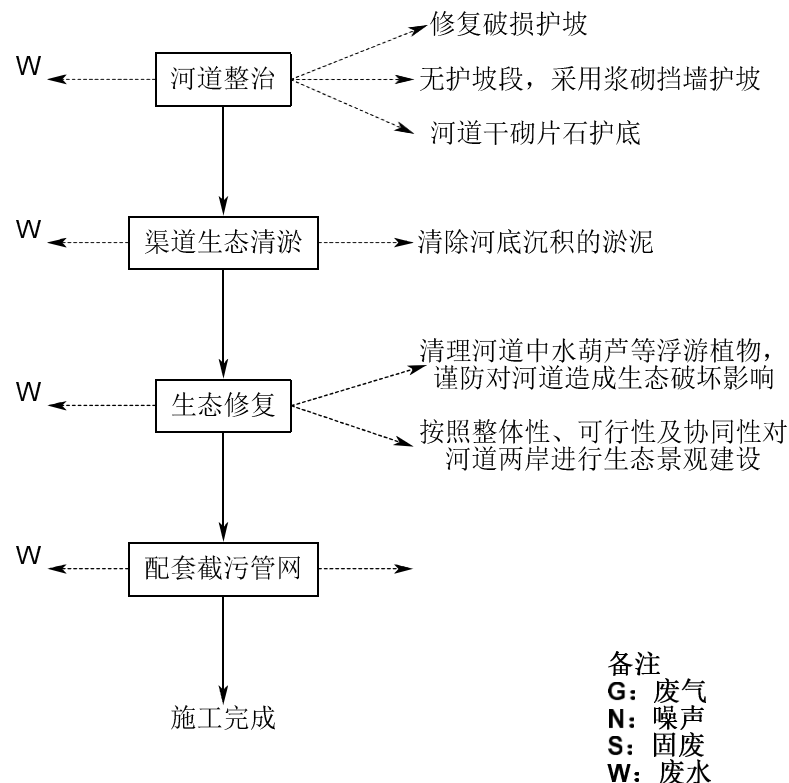 修复破损护坡
W
河道整治
无护坡段，采用浆砌挡墙护坡
河道干砌片石护底
W
渠道生态清淤
清除河底沉积的淤泥
清理河道中水葫芦等浮游植物，
谨防对河道造成生态破坏影响
W
生态修复
按照整体性、可行性及协同性对
河道两岸进行生态景观建设
W
配套截污管网
施工完成
备注
G：废气
N：噪声
S：固废
W：废水